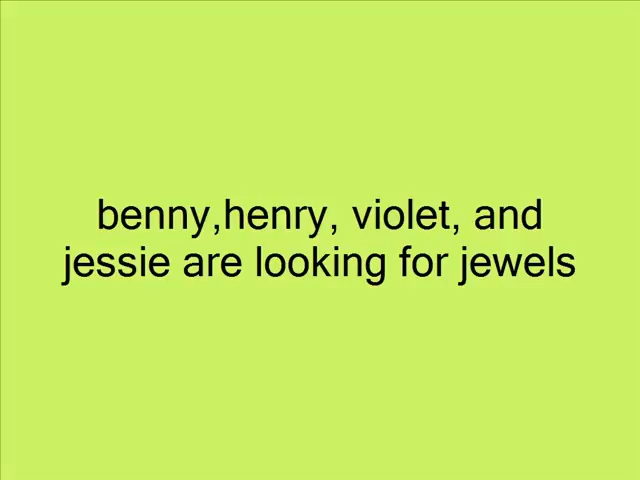 benny,henry, violet, and
jessie are looking for jewels